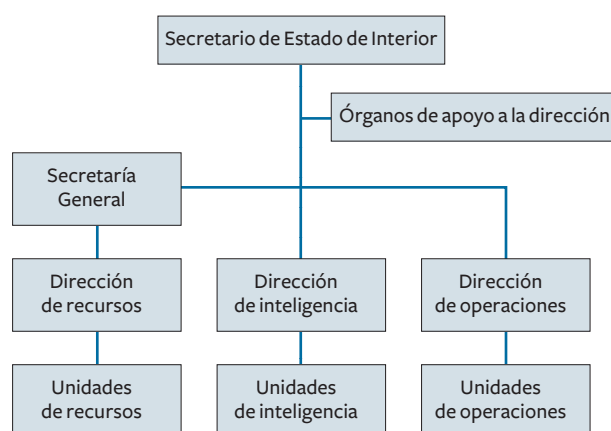 Secretario de Estado de Interior
Órganos de apoyo a la dirección
Secretaría
General
Dirección
de recursos
Dirección
de inteligencia
Dirección
de operaciones
Unidades
de recursos
Unidades
de inteligencia
Unidades
de operaciones